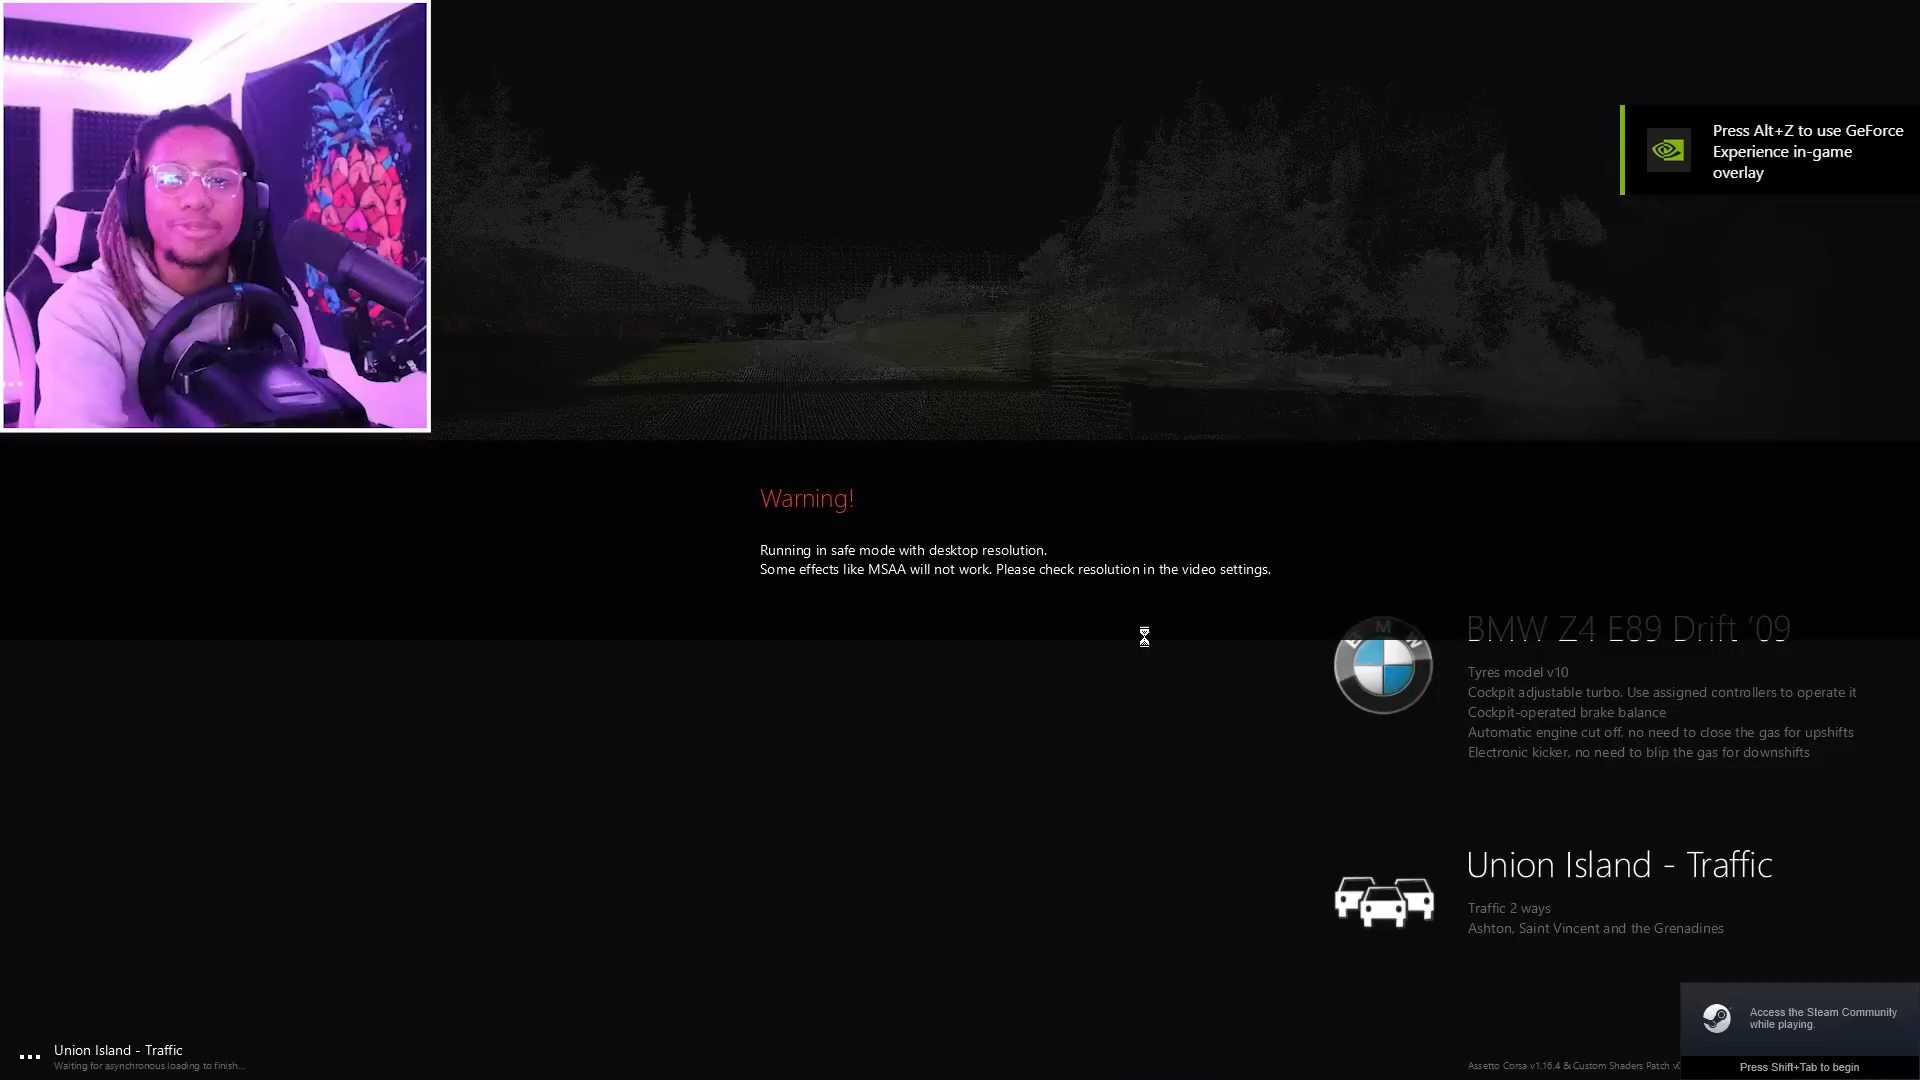 Press Alt+Z to use GeForce
Experience in-game
overlay
Warning!
Running in safe mode with desktop resolution.
Some effects like MSAA will not work. Please check resolution in the video settings.
BMW
BMW Z4 E89 Drift '09
Tyres model v10
Cockpit adjustable turbo. Use assigned controllers to operate it
Cockpit-operated brake balance
Automatic engine cut off, no need to close the gas for upshifts
Electronic kicker, no need to blip the gas for downshifts
Union Island - Traffic
Traffic 2 ways
Ashton, Saint Vincent and the Grenadines
Access the Steam Community
while playing.
Press Shift+Tab to begin
Union Island - Traffic
Waiting for asynchronous loading to finish...
Assetto Corsa v1.16.4 & Custom Shaders Patch